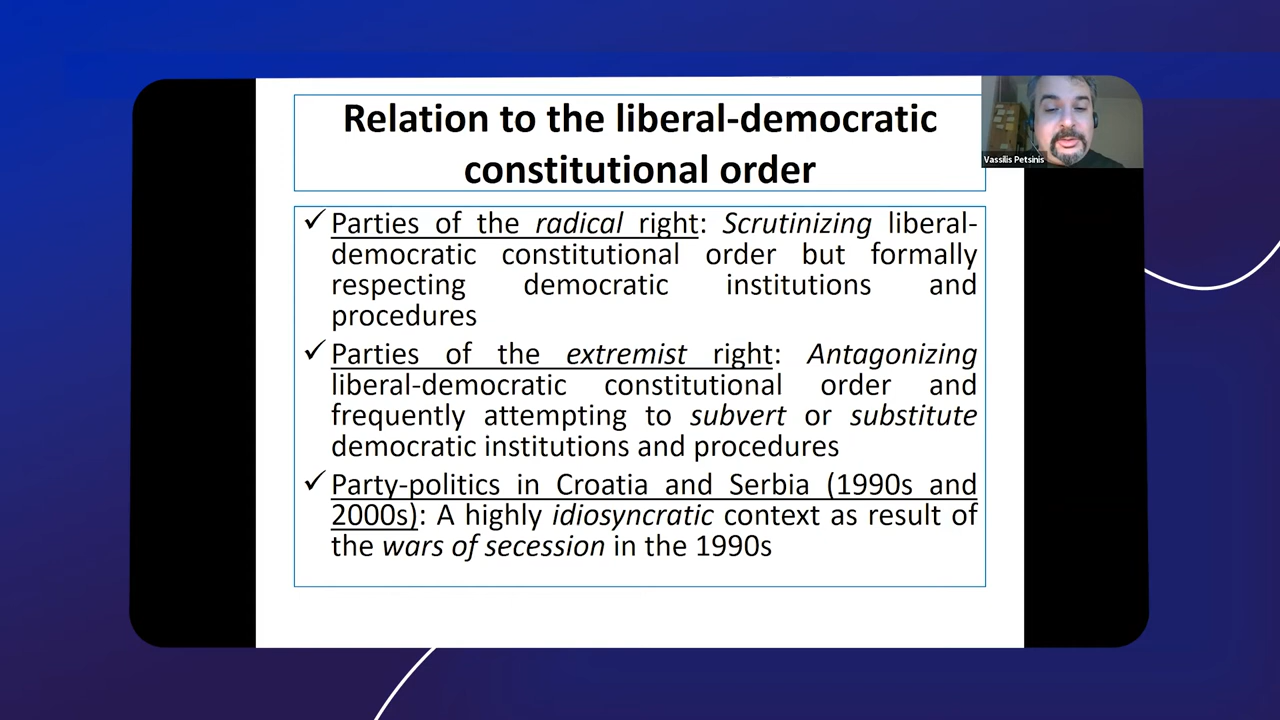 Relation to the liberal-democratic
constitutional order
Vassilis Petsinis
✓ Parties of the radical right: Scrutinizing liberal-
democratic constitutional order but formally
respecting democratic institutions and
procedures
✓ Parties of the extremist right: Antagonizing
liberal-democratic constitutional order and
frequently attempting to subvert or substitute
democratic institutions and procedures
✓ Party-politics in Croatia and Serbia (1990s and
2000s): A highly idiosyncratic context as result of
the wars of secession in the 1990s